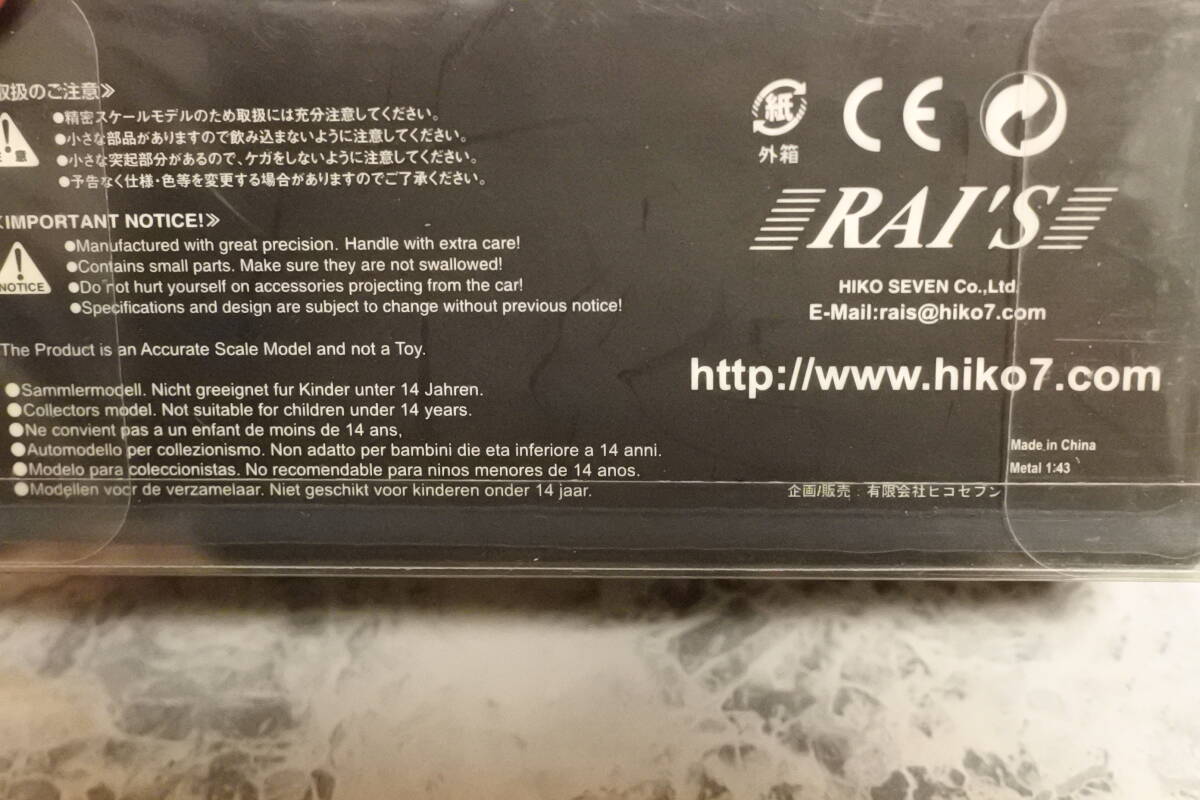 取扱のご注意≫
注意
●精密スケールモデルのため取扱には充分注意してください。
●小さな部品がありますので飲み込まないように注意してください。
●小さな突起部分があるので、ケガをしないように注意してください。
●予告なく仕様・色等を変更する場合がありますのでご了承ください。
≪IMPORTANT NOTICE!≫
NOTICE
●Manufactured with great precision. Handle with extra care!
●Contains small parts. Make sure they are not swallowed!
●Do not hurt yourself on accessories projecting from the car!
●Specifications and design are subject to change without previous notice!
The Product is an Accurate Scale Model and not a Toy.
●Sammlermodell. Nicht greeignet fur Kinder unter 14 Jahren.
●Collectors model. Not suitable for children under 14 years.
●Ne convient pas a un enfant de moins de 14 ans,
●Automodello per collezionismo. Non adatto per bambini die eta inferiore a 14 anni.
●Modelo para coleccionistas. No recomendable para ninos menores de 14 anos.
●Modellen voor de verzamelaar. Niet geschikt voor kinderen onder 14 jaar.
紙
外箱
CE
RAI'S
HIKO SEVEN Co.,Ltd.
E-Mail:rais@hiko7.com
http://www.hiko7.com
Made in China
Metal 1:43
企画/販売：有限会社ヒコセブン